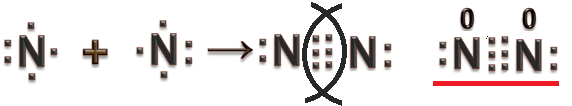 0 0
:N· + ·N: → :N⋮⋮N: :N⋮⋮N: